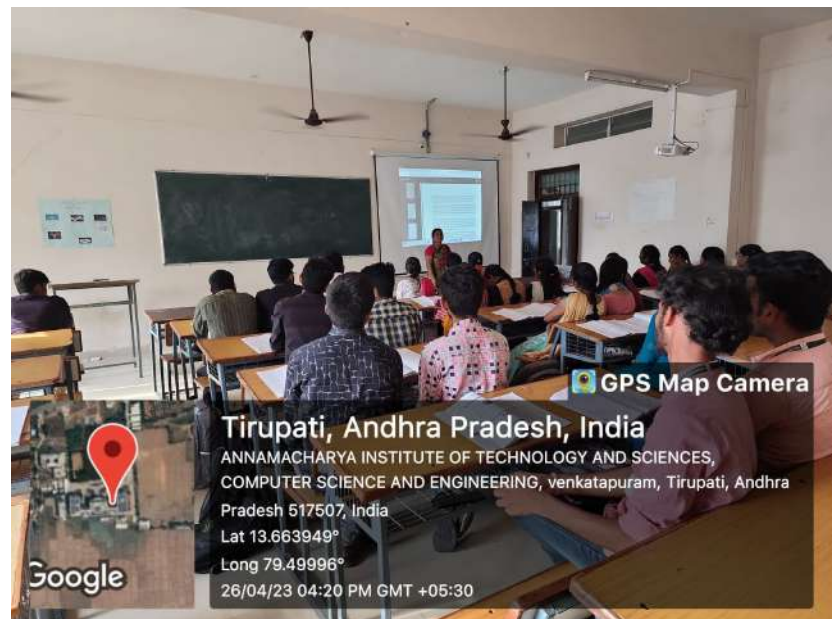 GPS Map Camera
Tirupati, Andhra Pradesh, India
ANNAMACHARYA INSTITUTE OF TECHNOLOGY AND SCIENCES,
COMPUTER SCIENCE AND ENGINEERING, venkatapuram, Tirupati, Andhra
Pradesh 517507, India
Lat 13.663949°
Long 79.49996°
26/04/23 04:20 PM GMT +05:30
Google